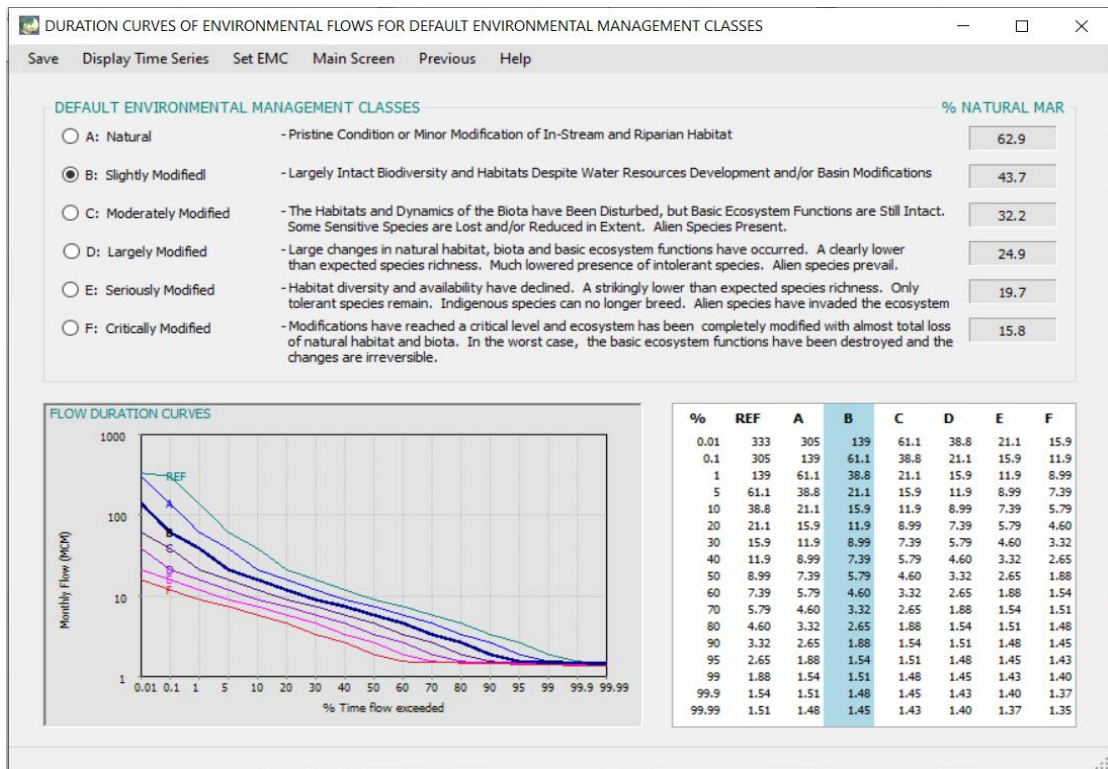 DURATION CURVES OF ENVIRONMENTAL FLOWS FOR DEFAULT ENVIRONMENTAL MANAGEMENT CLASSES
Save Display Time Series Set EMC Main Screen Previous Help
DEFAULT ENVIRONMENTAL MANAGEMENT CLASSES % NATURAL MAR
A: Natural - Pristine Condition or Minor Modification of In-Stream and Riparian Habitat 62.9
B: Slightly Modifiedl - Largely Intact Biodiversity and Habitats Despite Water Resources Development and/or Basin Modifications 43.7
C: Moderately Modified - The Habitats and Dynamics of the Biota have Been Disturbed, but Basic Ecosystem Functions are Still Intact. 32.2
Some Sensitive Species are Lost and/or Reduced in Extent. Alien Species Present.
D: Largely Modified - Large changes in natural habitat, biota and basic ecosystem functions have occurred. A clearly lower 24.9
than expected species richness. Much lowered presence of intolerant species. Alien species prevail.
E: Seriously Modified - Habitat diversity and availability have declined. A strikingly lower than expected species richness. Only 19.7
tolerant species remain. Indigenous species can no longer breed. Alien species have invaded the ecosystem
F: Critically Modified - Modifications have reached a critical level and ecosystem has been completely modified with almost total loss 15.8
of natural habitat and biota. In the worst case, the basic ecosystem functions have been destroyed and the
changes are irreversible.
FLOW DURATION CURVES
1000
100
10
1
Monthly Flow (MCM)
REF
A
B
C
D
E
F
0.01 0.1 1 5 10 20 30 40 50 60 70 80 90 95 99 99.9 99.99
% Time flow exceeded
% REF A B C D E F
0.01 333 305 139 61.1 38.8 21.1 15.9
0.1 305 139 61.1 38.8 21.1 15.9 11.9
1 139 61.1 38.8 21.1 15.9 11.9 8.99
5 61.1 38.8 21.1 15.9 11.9 8.99 7.39
10 38.8 21.1 15.9 11.9 8.99 7.39 5.79
20 21.1 15.9 11.9 8.99 7.39 5.79 4.60
30 15.9 11.9 8.99 7.39 5.79 4.60 3.32
40 11.9 8.99 7.39 5.79 4.60 3.32 2.65
50 8.99 7.39 5.79 4.60 3.32 2.65 1.88
60 7.39 5.79 4.60 3.32 2.65 1.88 1.54
70 5.79 4.60 3.32 2.65 1.88 1.54 1.51
80 4.60 3.32 2.65 1.88 1.54 1.51 1.48
90 3.32 2.65 1.88 1.54 1.51 1.48 1.45
95 2.65 1.88 1.54 1.51 1.48 1.45 1.43
99 1.88 1.54 1.51 1.48 1.45 1.43 1.40
99.9 1.54 1.51 1.48 1.45 1.43 1.40 1.37
99.99 1.51 1.48 1.45 1.43 1.40 1.37 1.35